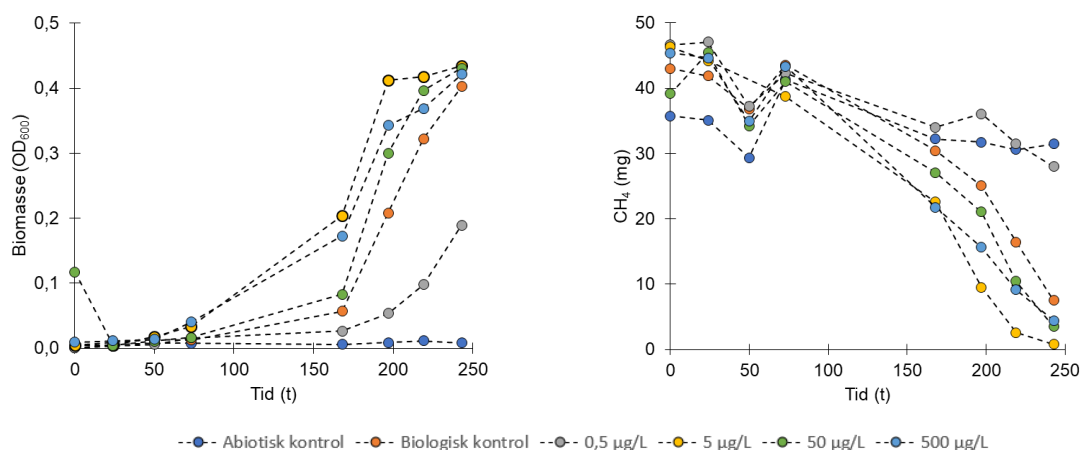 Biomasse (OD600)
0,5
0,4
0,3
0,2
0,1
0,0
0 50 100 150 200 250
Tid (t)
CH4 (mg)
50
40
30
20
10
0
0 50 100 150 200 250
Tid (t)
Abiotisk kontrol Biologisk kontrol 0,5 µg/L 5 µg/L 50 µg/L 500 µg/L